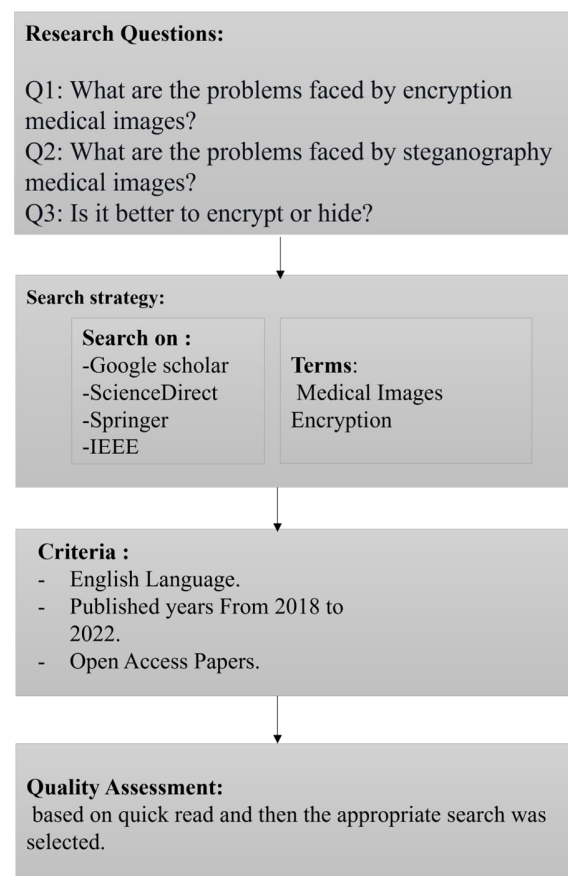 Research Questions:
Q1: What are the problems faced by encryption
medical images?
Q2: What are the problems faced by steganography
medical images?
Q3: Is it better to encrypt or hide?
Search strategy:
Search on :
-Google scholar
-ScienceDirect
-Springer
-IEEE
Terms:
Medical Images
Encryption
Criteria :
- English Language.
- Published years From 2018 to
2022.
- Open Access Papers.
Quality Assessment:
based on quick read and then the appropriate search was
selected.